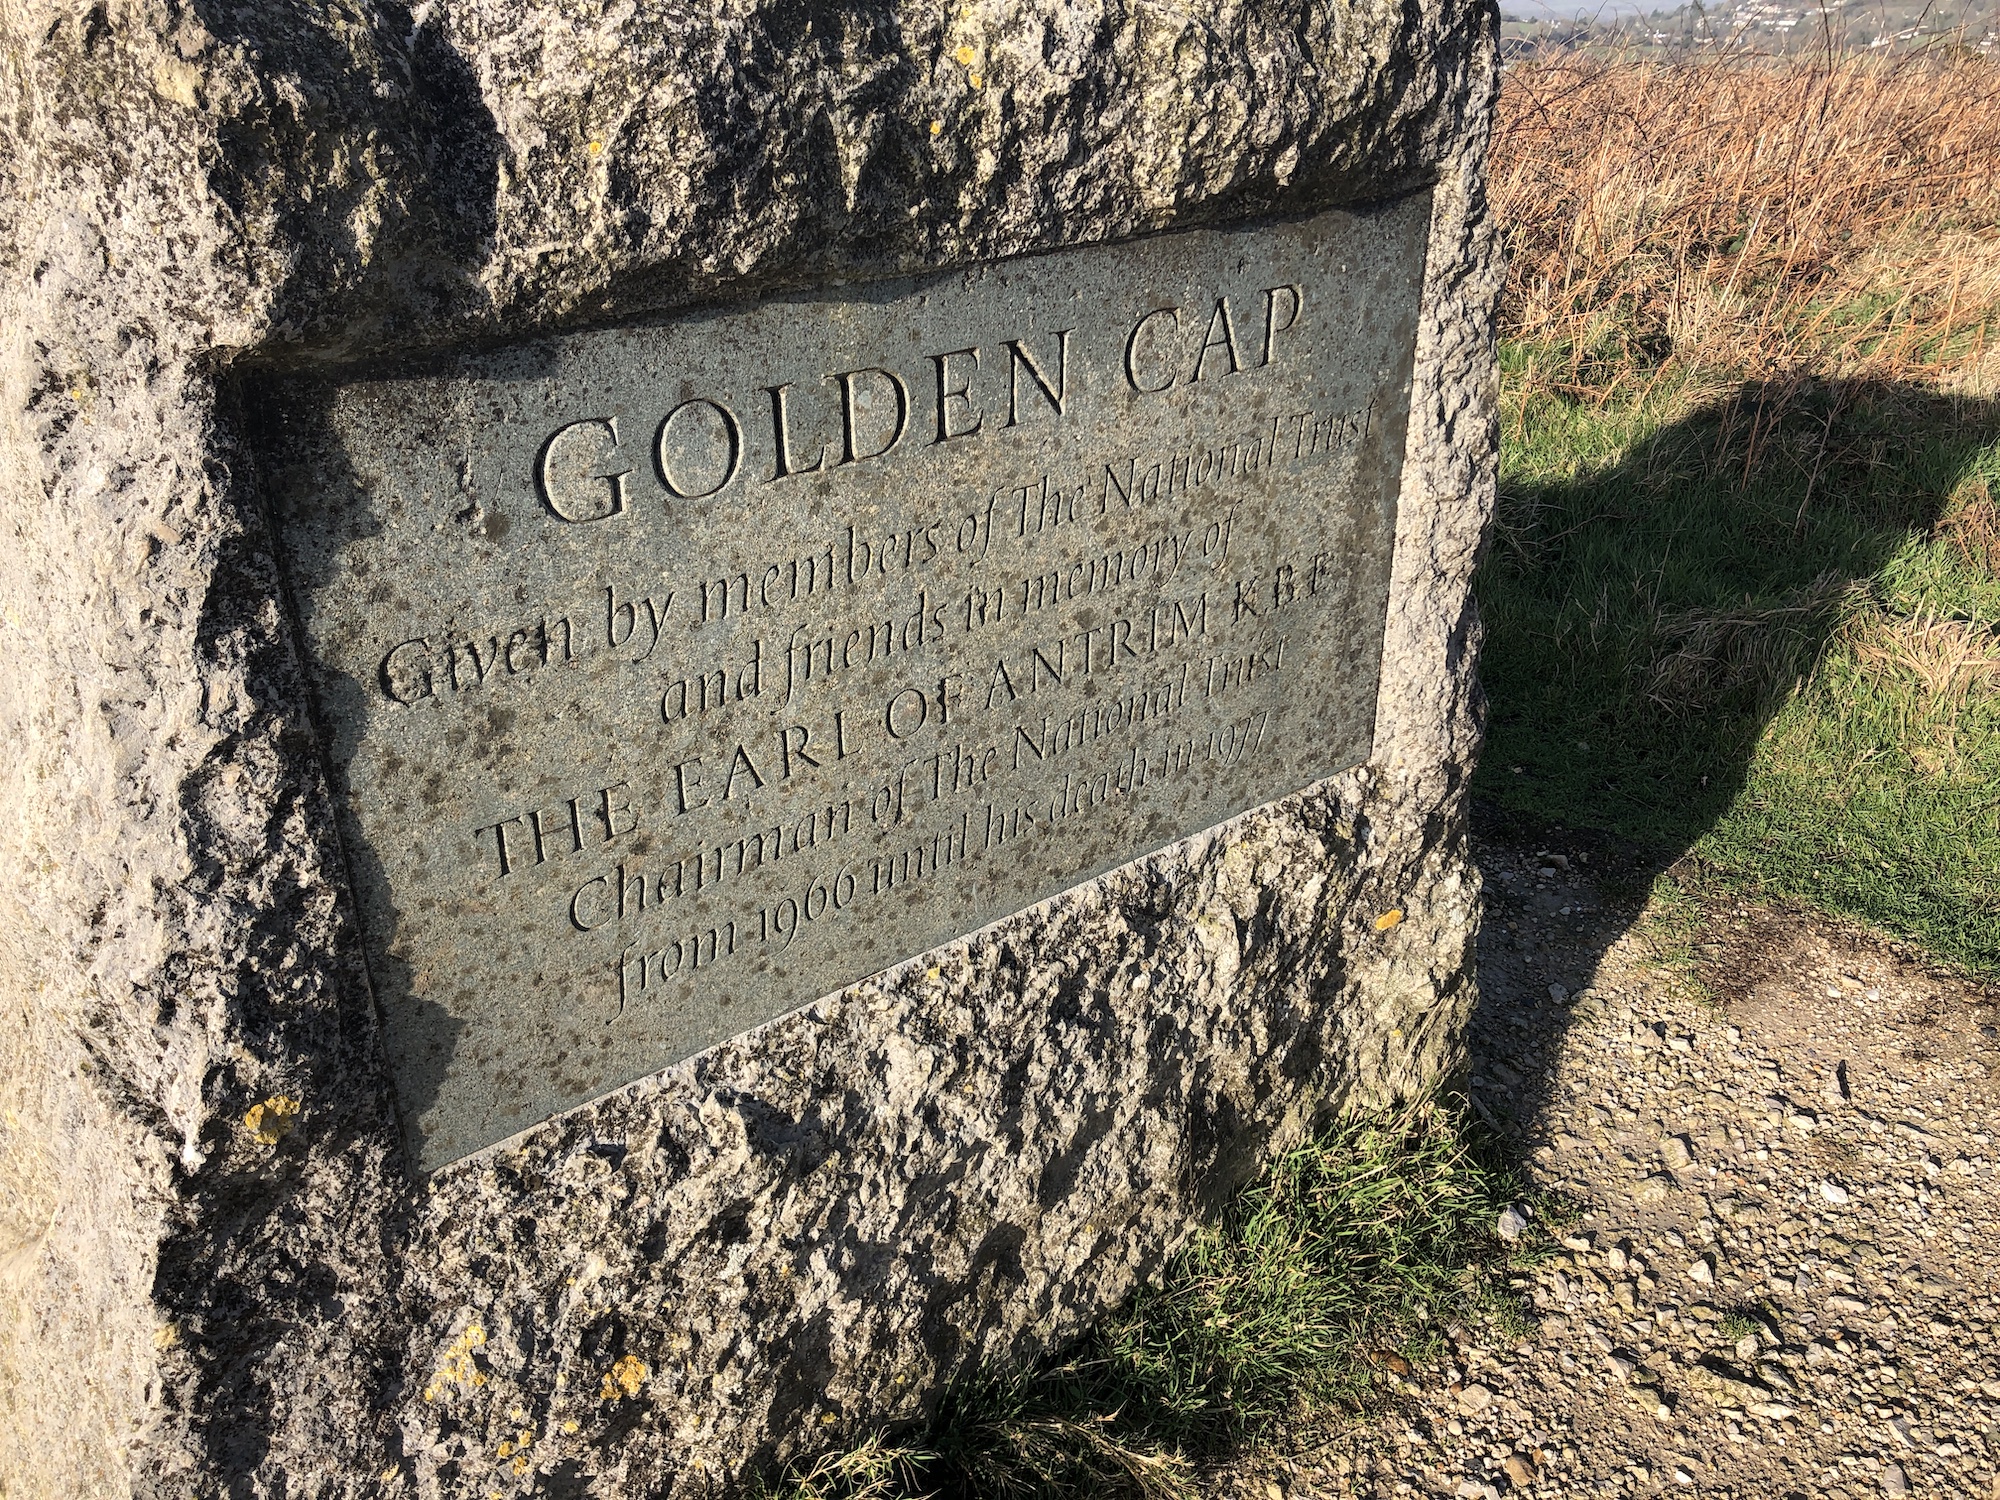 GOLDEN CAP
Given by members of The National Trust
and friends in memory of
THE EARL OF ANTRIM K.B.E
Chairman of The National Trust
from 1966 until his death in 1977